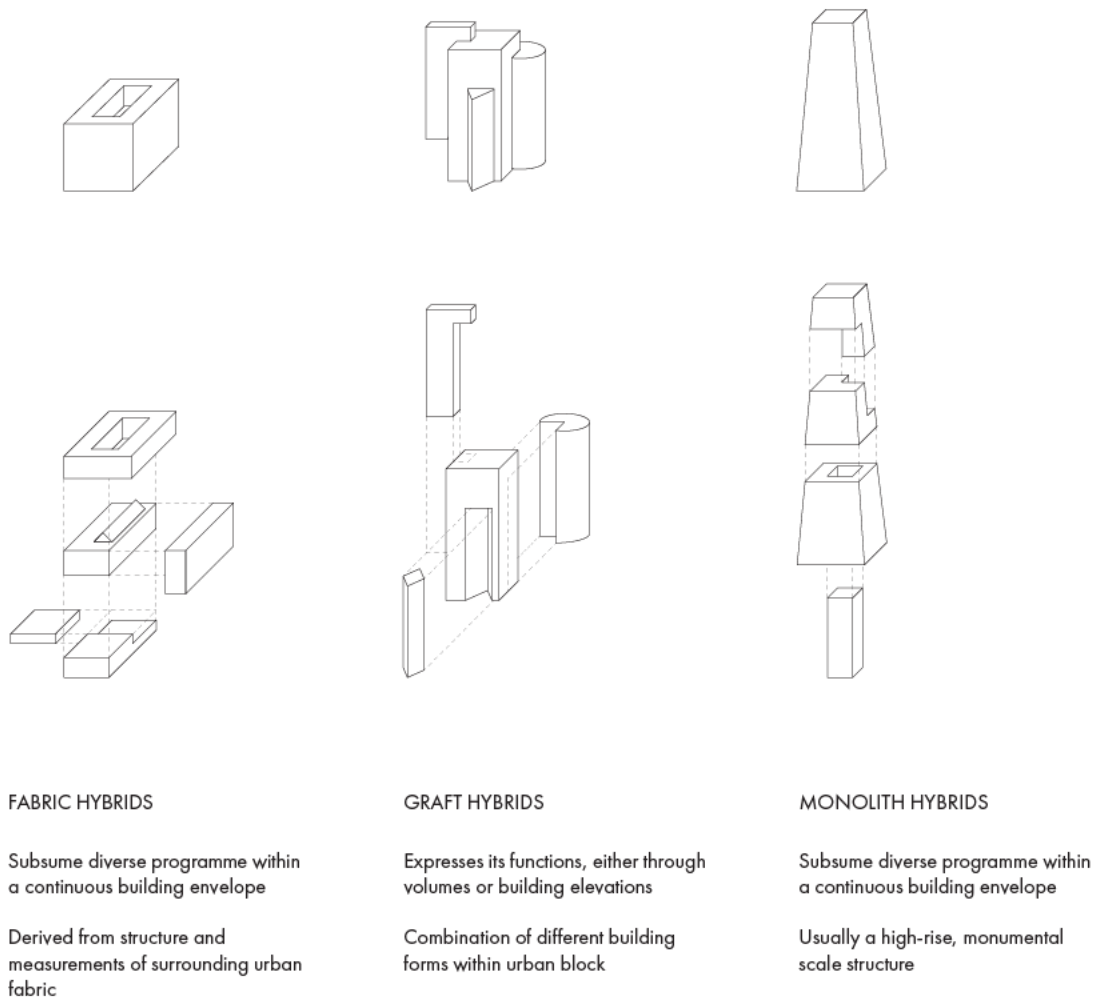 FABRIC HYBRIDS
Subsume diverse programme within
a continuous building envelope
Derived from structure and
measurements of surrounding urban
fabric
GRAFT HYBRIDS
Expresses its functions, either through
volumes or building elevations
Combination of different building
forms within urban block
MONOLITH HYBRIDS
Subsume diverse programme within
a continuous building envelope
Usually a high-rise, monumental
scale structure